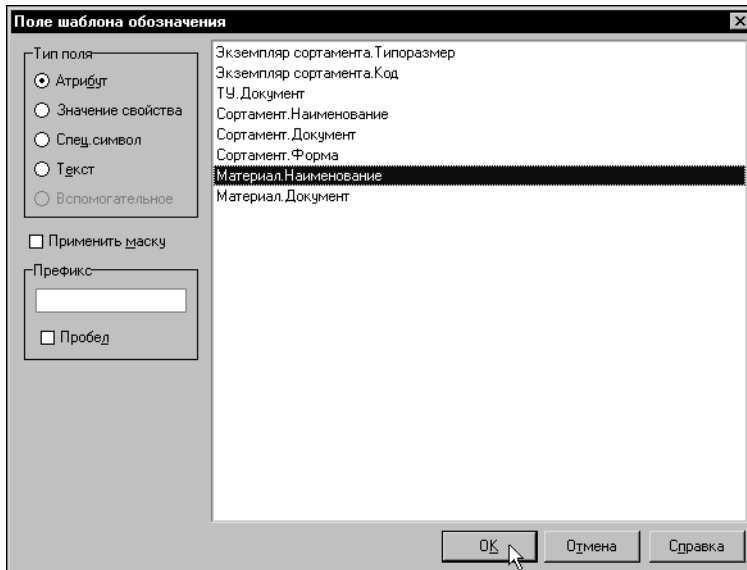 Поле шаблона обозначения
Тип поля
Атрибут
Значение свойства
Спец.символ
Текст
Вспомогательное
Применить маску
Префикс
Пробел
Экземпляр сортамента.Типоразмер
Экземпляр сортамента.Код
ТУ.Документ
Сортамент.Наименование
Сортамент.Документ
Сортамент.Форма
Материал.Наименование
Материал.Документ
OK
Отмена
Справка